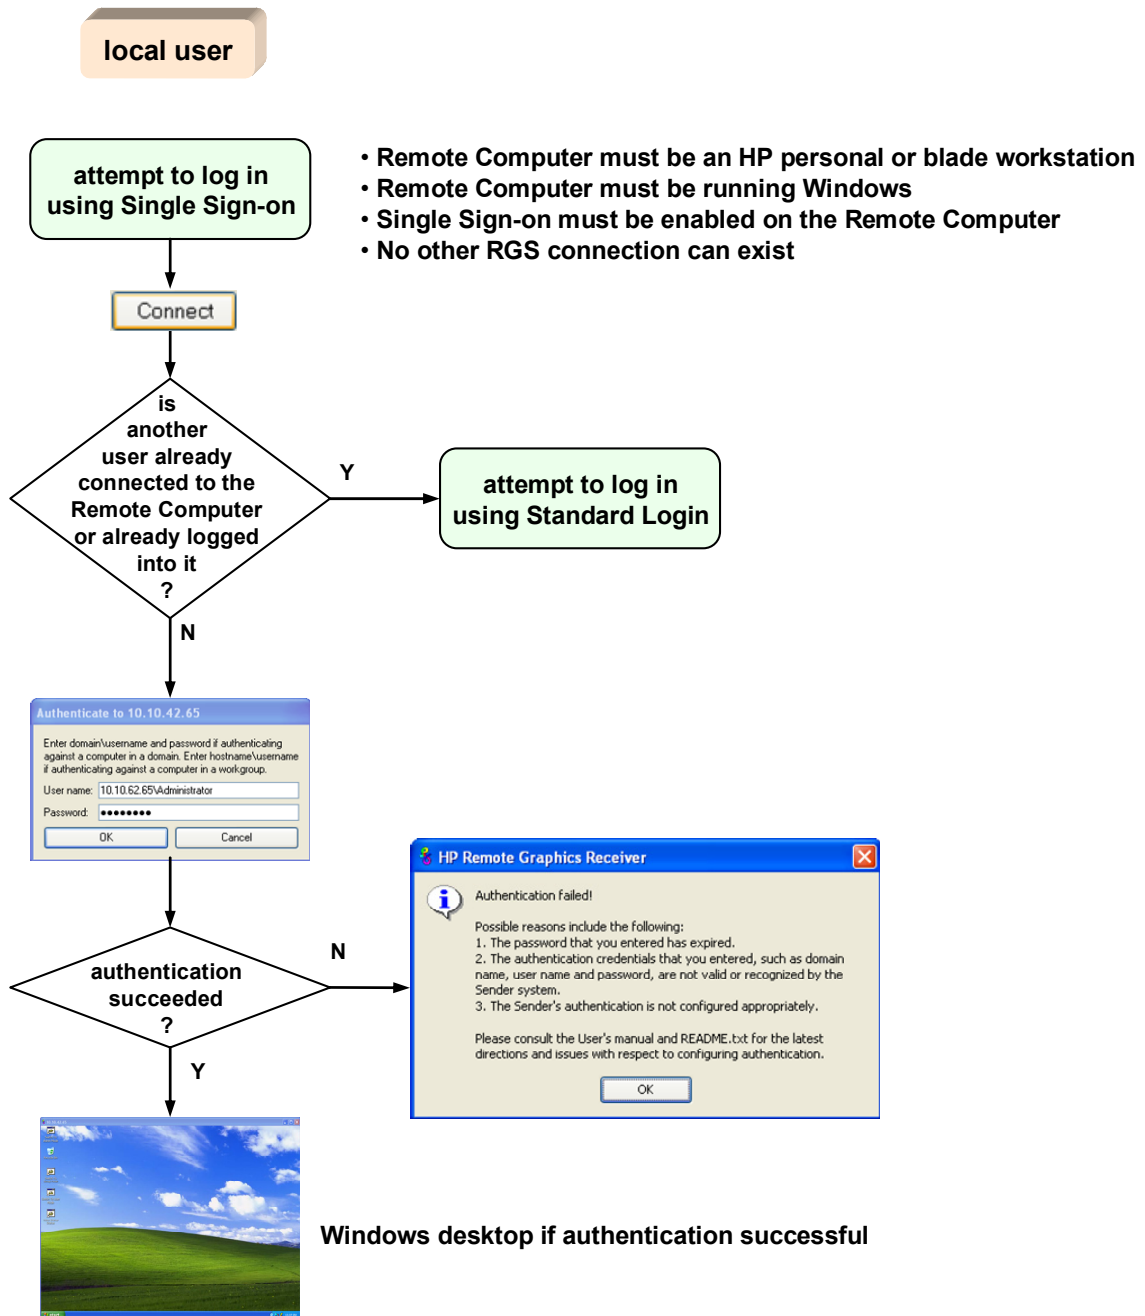 local user
attempt to log in
using Single Sign-on
• Remote Computer must be an HP personal or blade workstation
• Remote Computer must be running Windows
• Single Sign-on must be enabled on the Remote Computer
• No other RGS connection can exist
Connect
is
another
user already
connected to the
Remote Computer
or already logged
into it
?
Y
attempt to log in
using Standard Login
N
Authenticate to 10.10.42.65
Enter domain\username and password if authenticating
against a computer in a domain. Enter hostname\username
if authenticating against a computer in a workgroup.
User name: 10.10.62.65\Administrator
Password: ••••••••
OK Cancel
authentication
succeeded
?
N
HP Remote Graphics Receiver
Authentication failed!
Possible reasons include the following:
1. The password that you entered has expired.
2. The authentication credentials that you entered, such as domain
name, user name and password, are not valid or recognized by the
Sender system.
3. The Sender's authentication is not configured appropriately.
Please consult the User's manual and README.txt for the latest
directions and issues with respect to configuring authentication.
OK
Y
Windows desktop if authentication successful